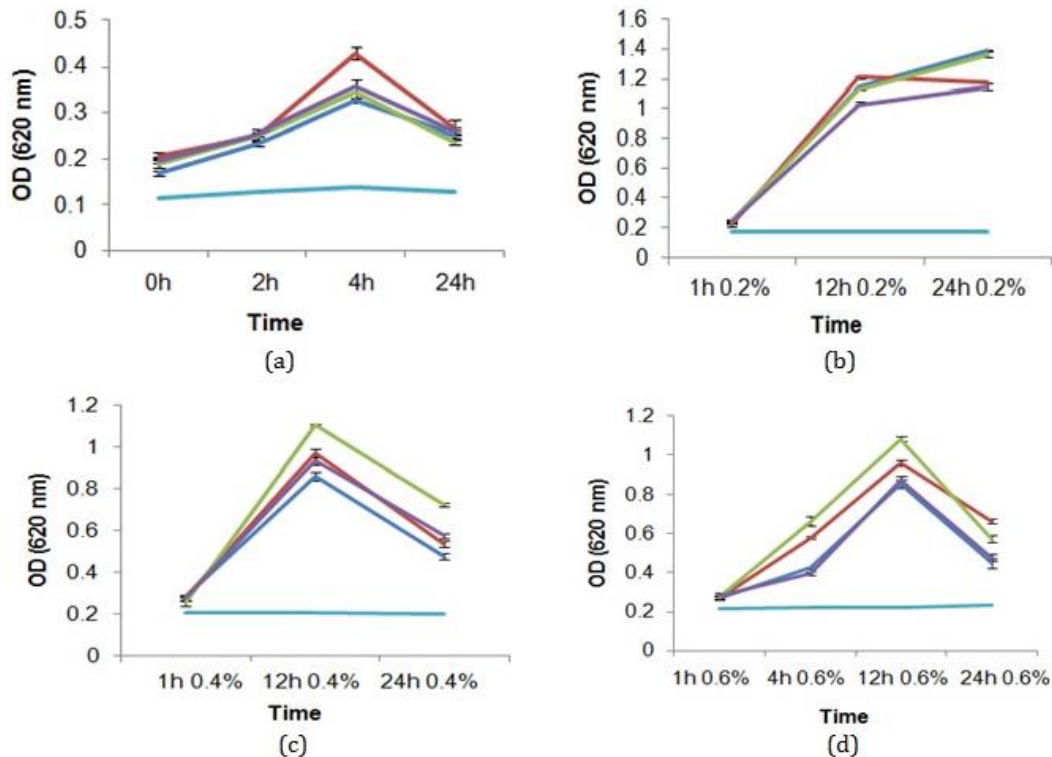 0.5
0.4
0.3
0.2
0.1
0
OD (620 nm)
0h 2h 4h 24h
Time
(a)
1.6
1.4
1.2
1
0.8
0.6
0.4
0.2
0
OD (620 nm)
1h 0.2% 12h 0.2% 24h 0.2%
Time
(b)
1.2
1
0.8
0.6
0.4
0.2
0
OD (620 nm)
1h 0.4% 12h 0.4% 24h 0.4%
Time
(c)
1.2
1
0.8
0.6
0.4
0.2
0
OD (620 nm)
1h 0.6% 4h 0.6% 12h 0.6% 24h 0.6%
Time
(d)